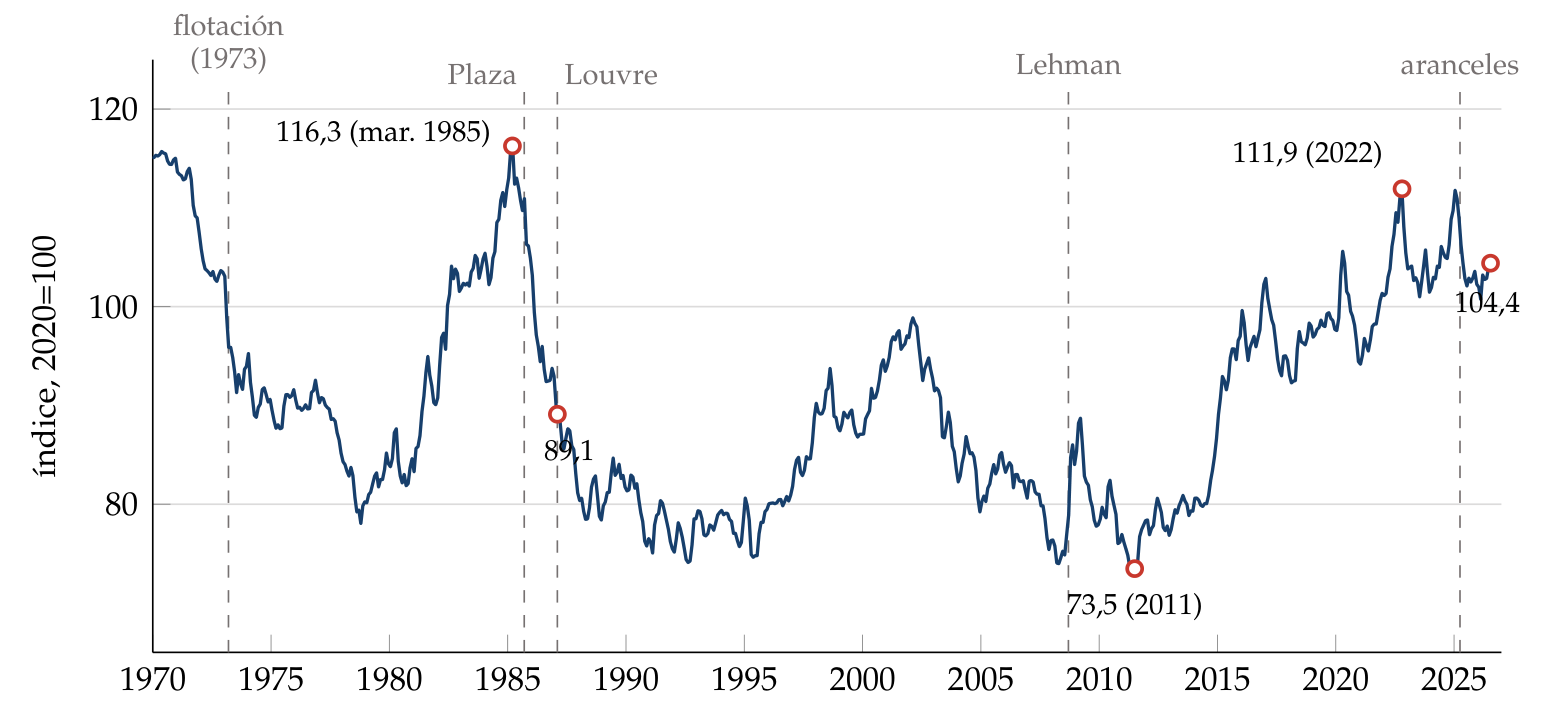 flotación
(1973)
Plaza
Louvre
Lehman
aranceles
índice, 2020=100
120
100
80
116,3 (mar. 1985)
89,1
73,5 (2011)
111,9 (2022)
104,4
1970
1975
1980
1985
1990
1995
2000
2005
2010
2015
2020
2025